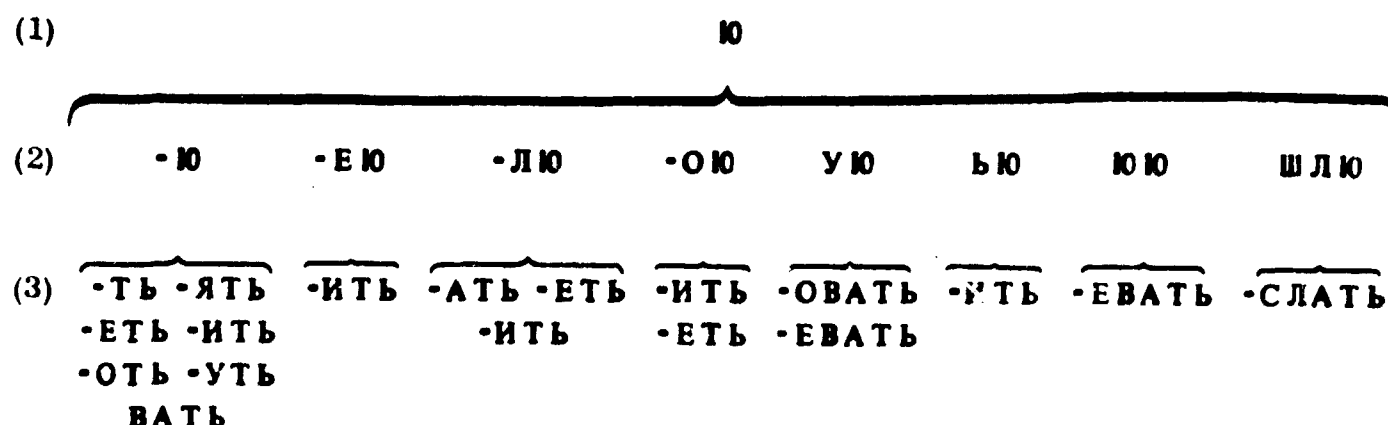 (1) Ю
(2) -Ю -ЕЮ -ЛЮ -ОЮ УЮ ЬЮ ЮЮ ШЛЮ
(3) -ТЬ -ЯТЬ -ИТЬ -АТЬ -ЕТЬ -ИТЬ -ОВАТЬ -ЕВАТЬ -СЛАТЬ
-ЕТЬ -ИТЬ -ИТЬ -ЕТЬ -ЕВАТЬ
-ОТЬ -УТЬ
ВАТЬ